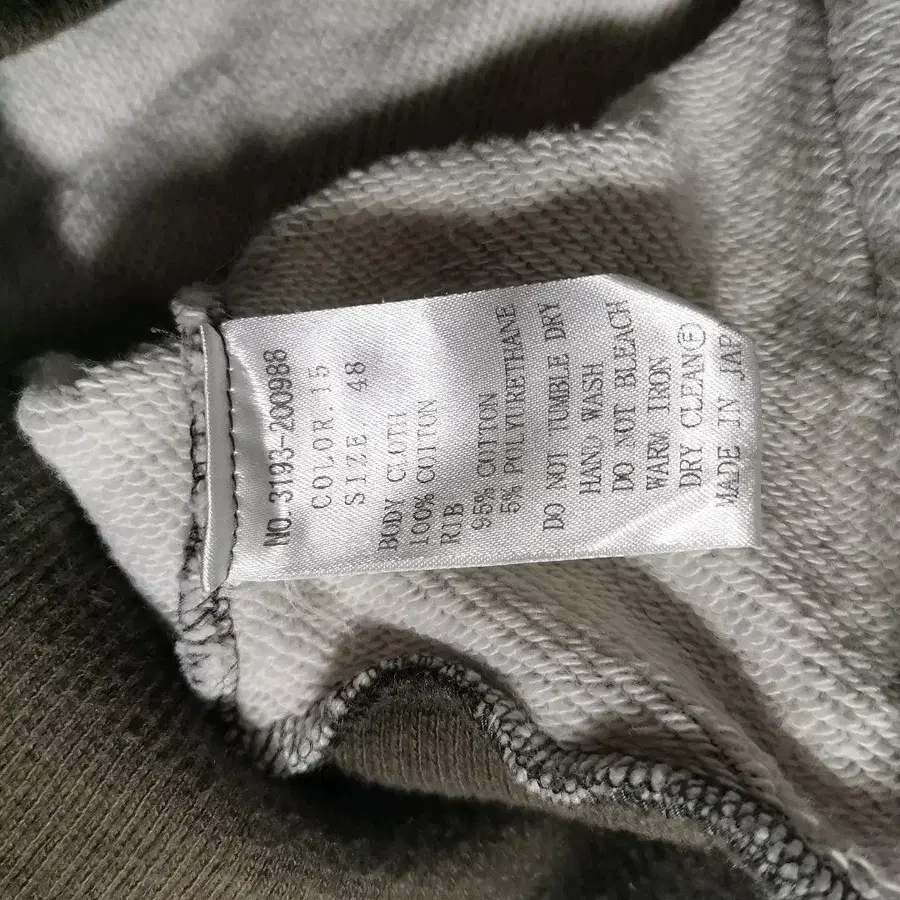 NO. 3193-200988
COLOR. 15
SIZE 48
BODY CLOTH
100% COTTON
RIB
95% COTTON
5% POLYURETHANE
DO NOT TUMBLE DRY
HAND WASH
DO NOT BLEACH
WARM IRON
DRY CLEAN Ⓕ
MADE IN JAP